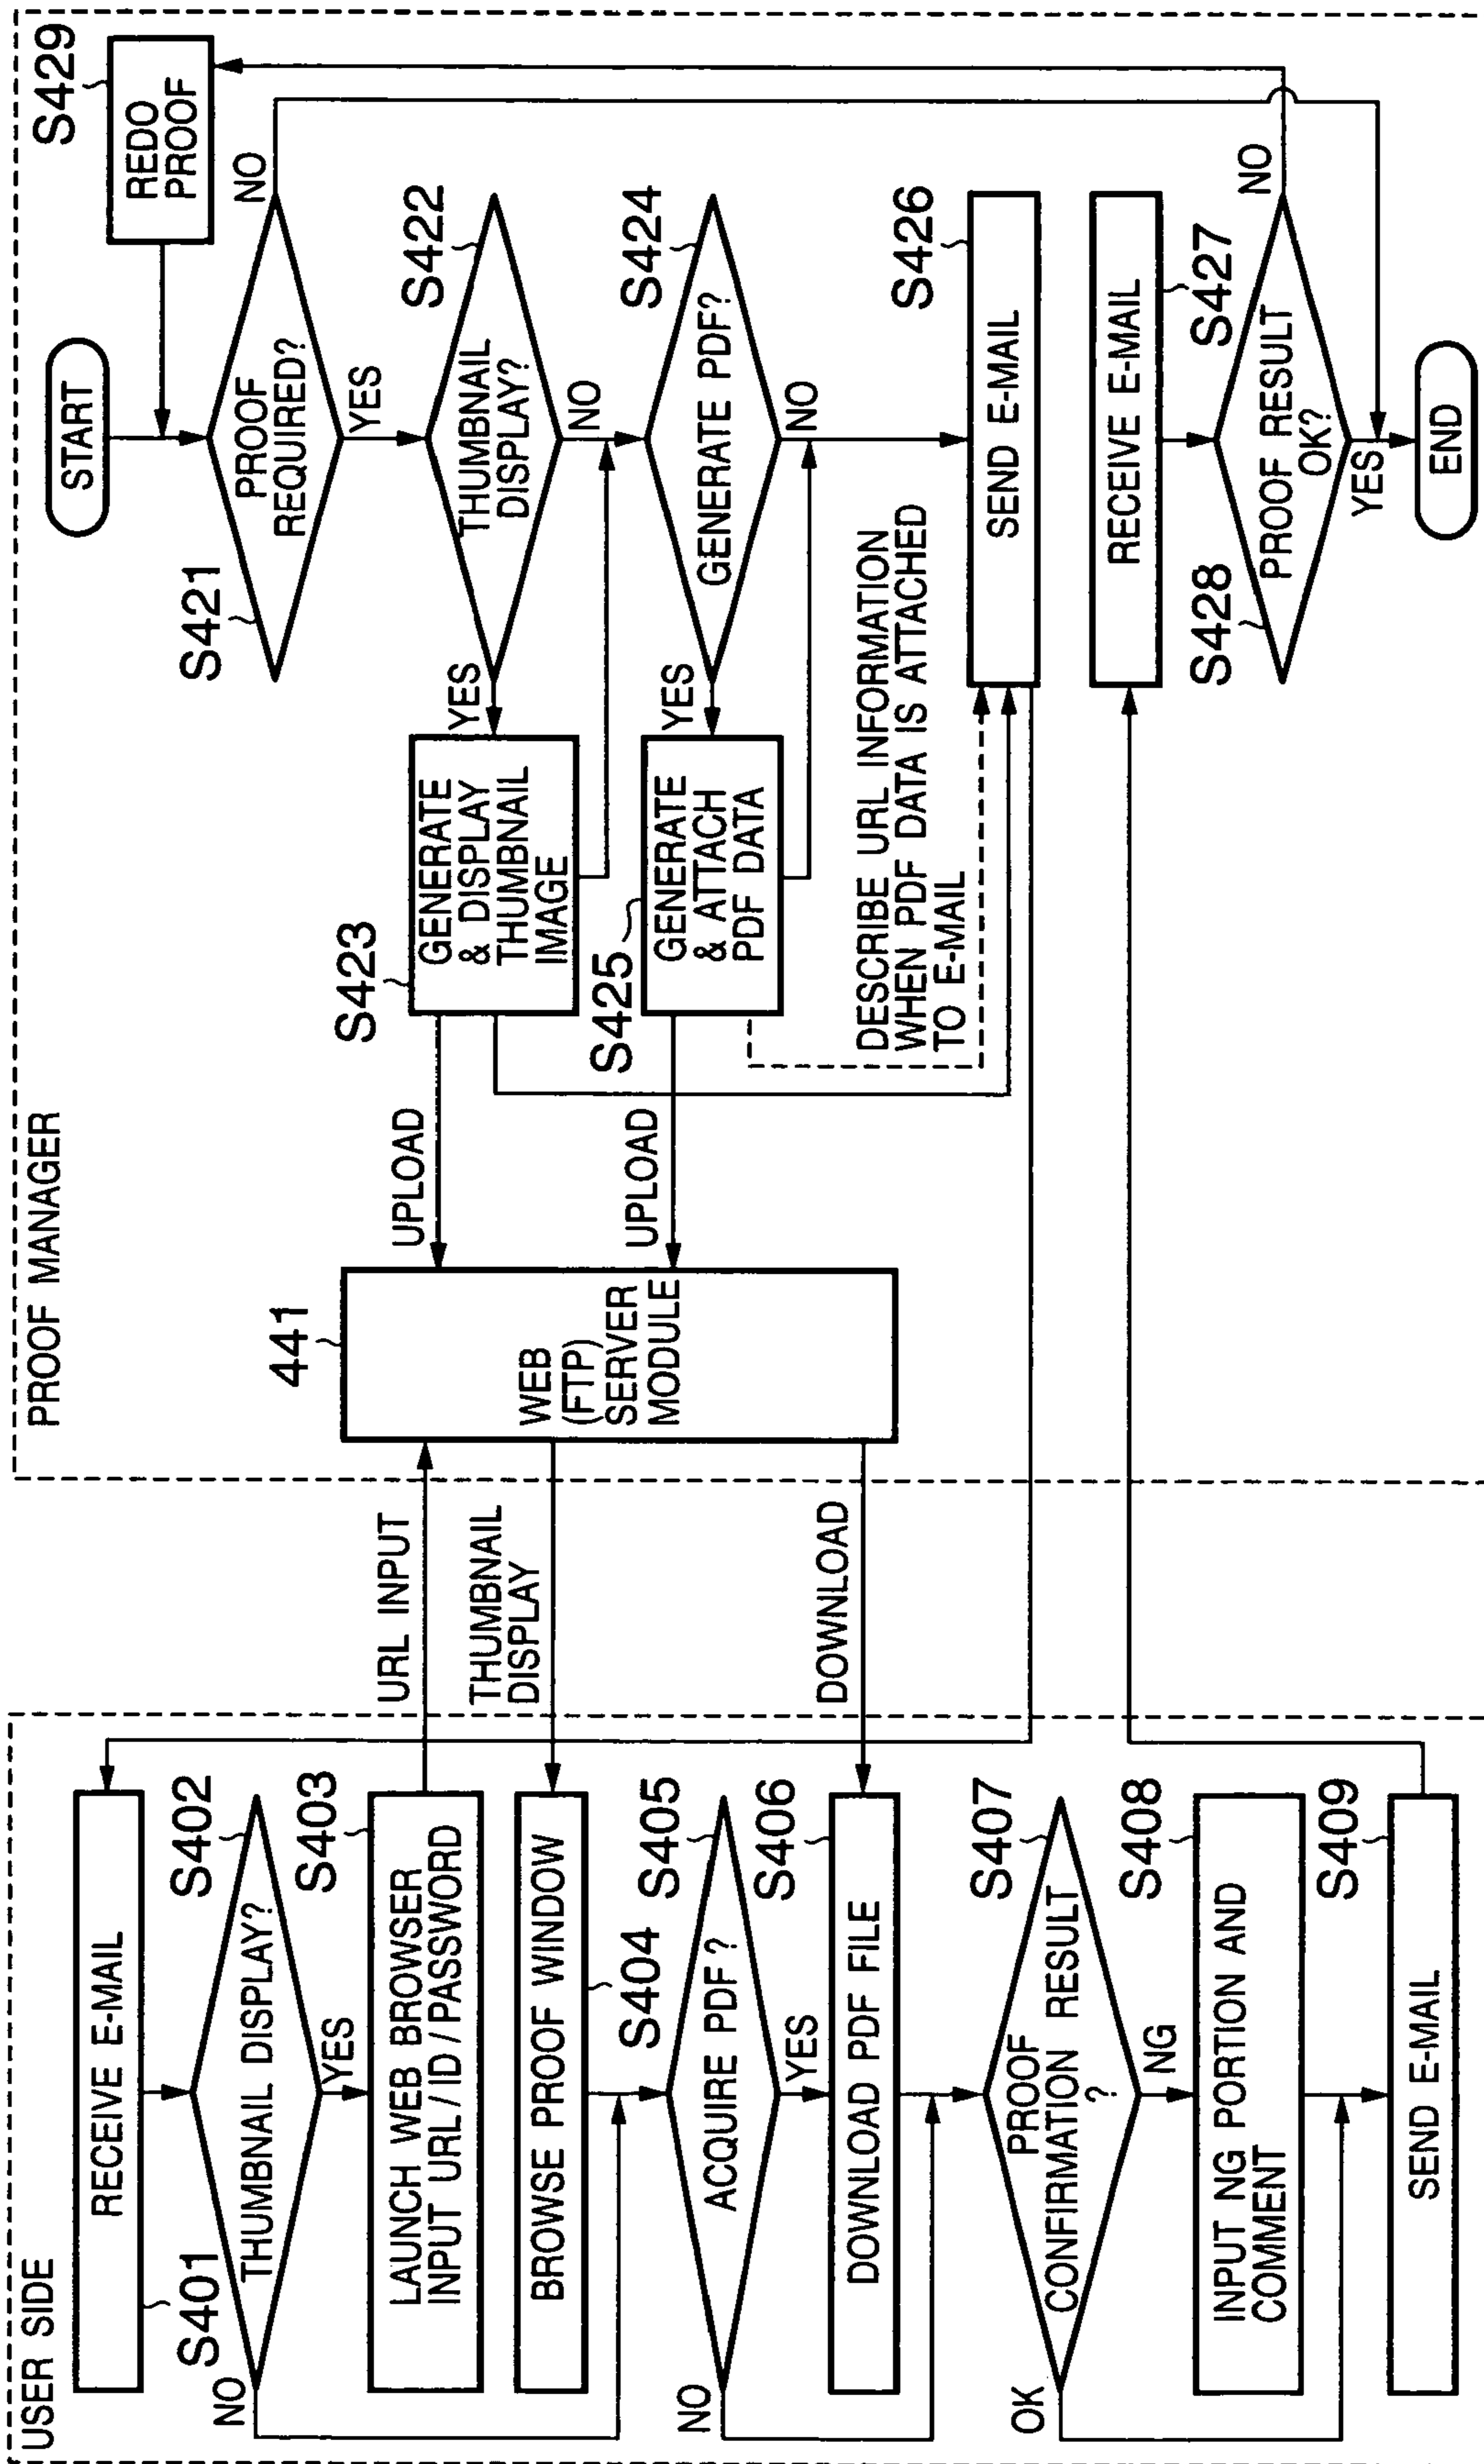 USER SIDE
RECEIVE E-MAIL
S401
THUMBNAIL DISPLAY?
S402
NO
YES
LAUNCH WEB BROWSER
INPUT URL / ID / PASSWORD
S403
BROWSE PROOF WINDOW
S404
ACQUIRE PDF ?
S405
NO
YES
DOWNLOAD PDF FILE
S406
PROOF
CONFIRMATION RESULT
?
S407
OK
NG
INPUT NG PORTION AND
COMMENT
S408
SEND E-MAIL
S409
URL INPUT
THUMBNAIL
DISPLAY
DOWNLOAD
PROOF MANAGER
441
WEB
(FTP)
SERVER
MODULE
UPLOAD
UPLOAD
START
REDO
PROOF
S429
PROOF
REQUIRED?
S421
NO
YES
THUMBNAIL
DISPLAY?
S422
YES
NO
GENERATE
& DISPLAY
THUMBNAIL
IMAGE
S423
GENERATE PDF?
S424
YES
NO
GENERATE
& ATTACH
PDF DATA
S425
DESCRIBE URL INFORMATION
WHEN PDF DATA IS ATTACHED
TO E-MAIL
SEND E-MAIL
S426
RECEIVE E-MAIL
S427
PROOF RESULT
OK?
S428
NO
YES
END